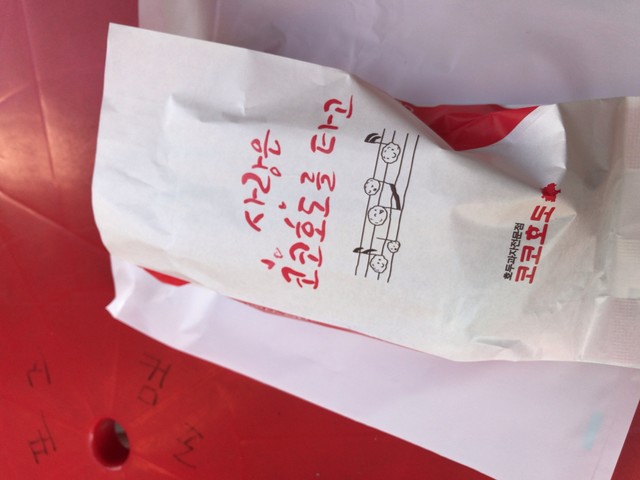 사랑은
코코호도를 타고
호두과자전문점
코코호도